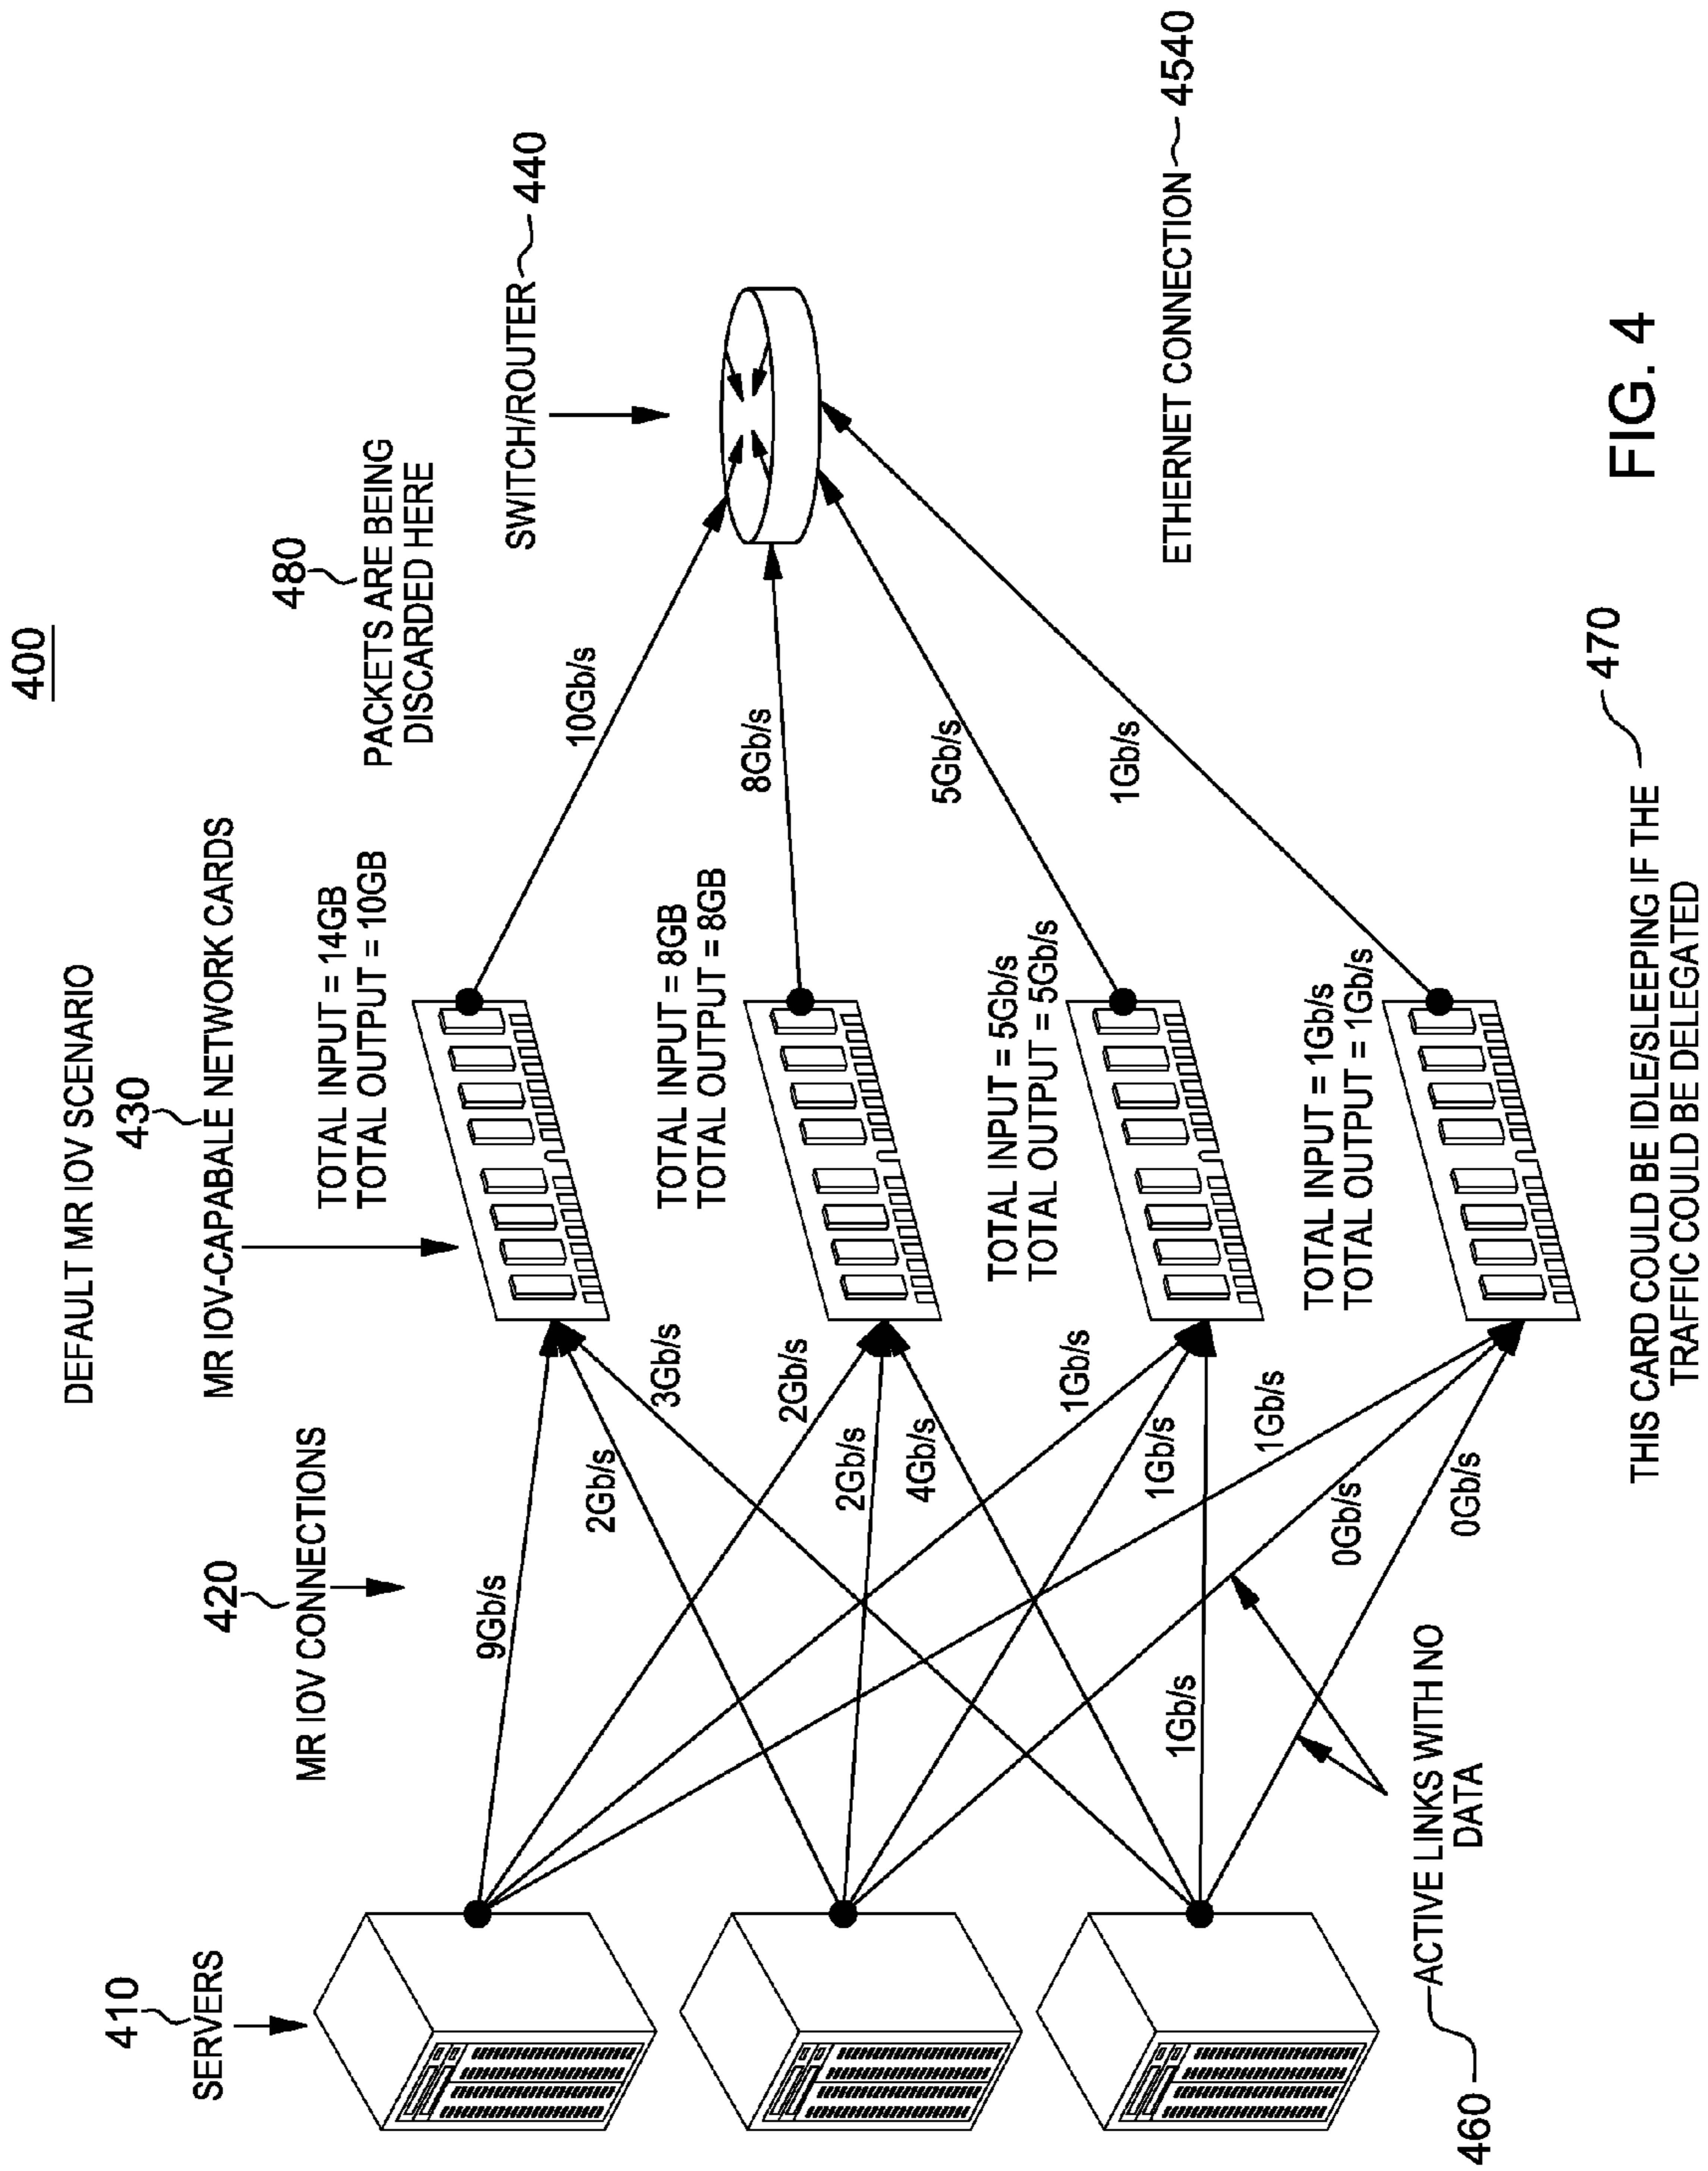 400
DEFAULT MR IOV SCENARIO
430
MR IOV-CAPABALE NETWORK CARDS
410
SERVERS
420
MR IOV CONNECTIONS
480
PACKETS ARE BEING
DISCARDED HERE
SWITCH/ROUTER
440
TOTAL INPUT = 14GB
TOTAL OUTPUT = 10GB
9Gb/s
2Gb/s
3Gb/s
10Gb/s
TOTAL INPUT = 8GB
TOTAL OUTPUT = 8GB
2Gb/s
2Gb/s
4Gb/s
8Gb/s
TOTAL INPUT = 5Gb/s
TOTAL OUTPUT = 5Gb/s
1Gb/s
1Gb/s
1Gb/s
5Gb/s
TOTAL INPUT = 1Gb/s
TOTAL OUTPUT = 1Gb/s
1Gb/s
0Gb/s
0Gb/s
1Gb/s
ETHERNET CONNECTION
4540
460
ACTIVE LINKS WITH NO
DATA
THIS CARD COULD BE IDLE/SLEEPING IF THE
TRAFFIC COULD BE DELEGATED
470
FIG. 4